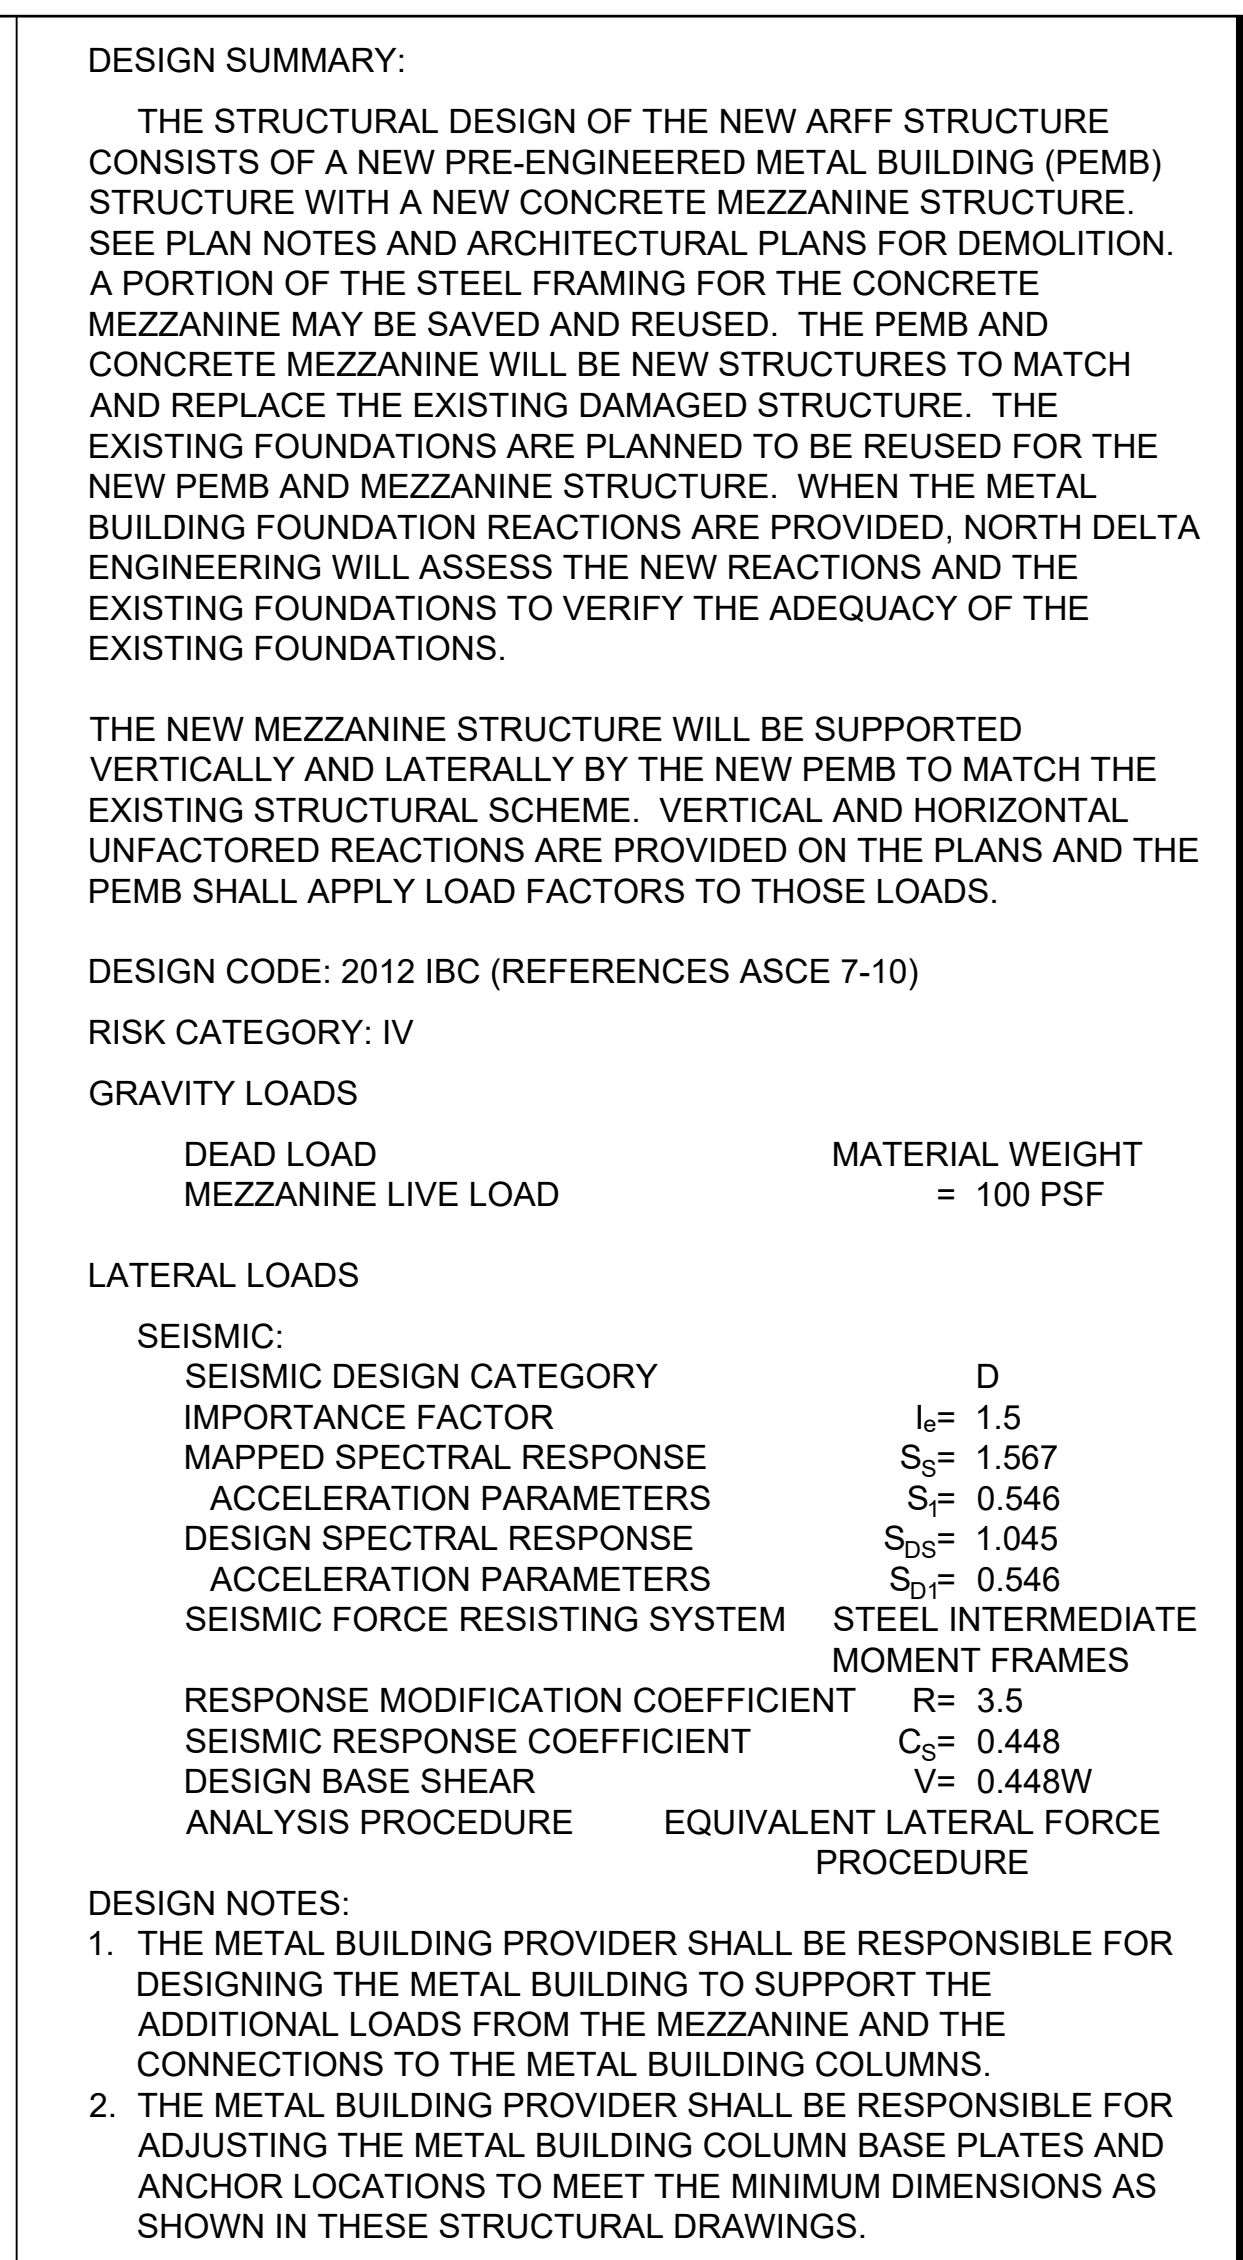 DESIGN SUMMARY:
THE STRUCTURAL DESIGN OF THE NEW ARFF STRUCTURE
CONSISTS OF A NEW PRE-ENGINEERED METAL BUILDING (PEMB)
STRUCTURE WITH A NEW CONCRETE MEZZANINE STRUCTURE.
SEE PLAN NOTES AND ARCHITECTURAL PLANS FOR DEMOLITION.
A PORTION OF THE STEEL FRAMING FOR THE CONCRETE
MEZZANINE MAY BE SAVED AND REUSED. THE PEMB AND
CONCRETE MEZZANINE WILL BE NEW STRUCTURES TO MATCH
AND REPLACE THE EXISTING DAMAGED STRUCTURE. THE
EXISTING FOUNDATIONS ARE PLANNED TO BE REUSED FOR THE
NEW PEMB AND MEZZANINE STRUCTURE. WHEN THE METAL
BUILDING FOUNDATION REACTIONS ARE PROVIDED, NORTH DELTA
ENGINEERING WILL ASSESS THE NEW REACTIONS AND THE
EXISTING FOUNDATIONS TO VERIFY THE ADEQUACY OF THE
EXISTING FOUNDATIONS.
THE NEW MEZZANINE STRUCTURE WILL BE SUPPORTED
VERTICALLY AND LATERALLY BY THE NEW PEMB TO MATCH THE
EXISTING STRUCTURAL SCHEME. VERTICAL AND HORIZONTAL
UNFACTORED REACTIONS ARE PROVIDED ON THE PLANS AND THE
PEMB SHALL APPLY LOAD FACTORS TO THOSE LOADS.
DESIGN CODE: 2012 IBC (REFERENCES ASCE 7-10)
RISK CATEGORY: IV
GRAVITY LOADS
DEAD LOAD MATERIAL WEIGHT
MEZZANINE LIVE LOAD = 100 PSF
LATERAL LOADS
SEISMIC:
SEISMIC DESIGN CATEGORY D
IMPORTANCE FACTOR Ie= 1.5
MAPPED SPECTRAL RESPONSE SS= 1.567
ACCELERATION PARAMETERS S1= 0.546
DESIGN SPECTRAL RESPONSE SDS= 1.045
ACCELERATION PARAMETERS SD1= 0.546
SEISMIC FORCE RESISTING SYSTEM STEEL INTERMEDIATE
MOMENT FRAMES
RESPONSE MODIFICATION COEFFICIENT R= 3.5
SEISMIC RESPONSE COEFFICIENT CS= 0.448
DESIGN BASE SHEAR V= 0.448W
ANALYSIS PROCEDURE EQUIVALENT LATERAL FORCE
PROCEDURE
DESIGN NOTES:
1. THE METAL BUILDING PROVIDER SHALL BE RESPONSIBLE FOR
DESIGNING THE METAL BUILDING TO SUPPORT THE
ADDITIONAL LOADS FROM THE MEZZANINE AND THE
CONNECTIONS TO THE METAL BUILDING COLUMNS.
2. THE METAL BUILDING PROVIDER SHALL BE RESPONSIBLE FOR
ADJUSTING THE METAL BUILDING COLUMN BASE PLATES AND
ANCHOR LOCATIONS TO MEET THE MINIMUM DIMENSIONS AS
SHOWN IN THESE STRUCTURAL DRAWINGS.